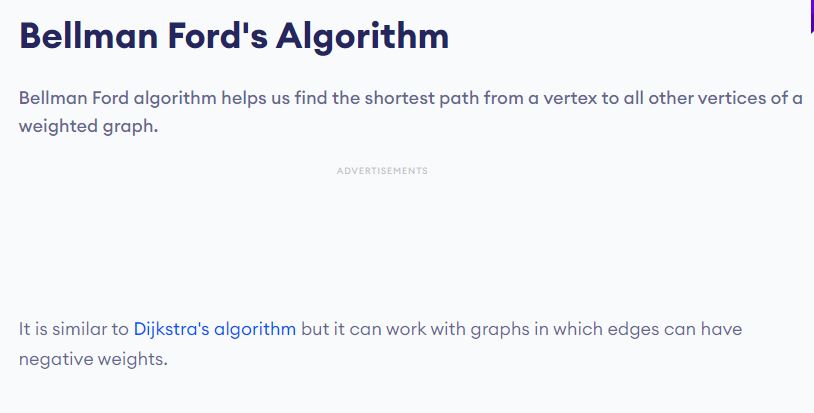 Bellman Ford's Algorithm
Bellman Ford algorithm helps us find the shortest path from a vertex to all other vertices of a
weighted graph.
ADVERTISEMENTS
It is similar to Dijkstra's algorithm but it can work with graphs in which edges can have
negative weights.